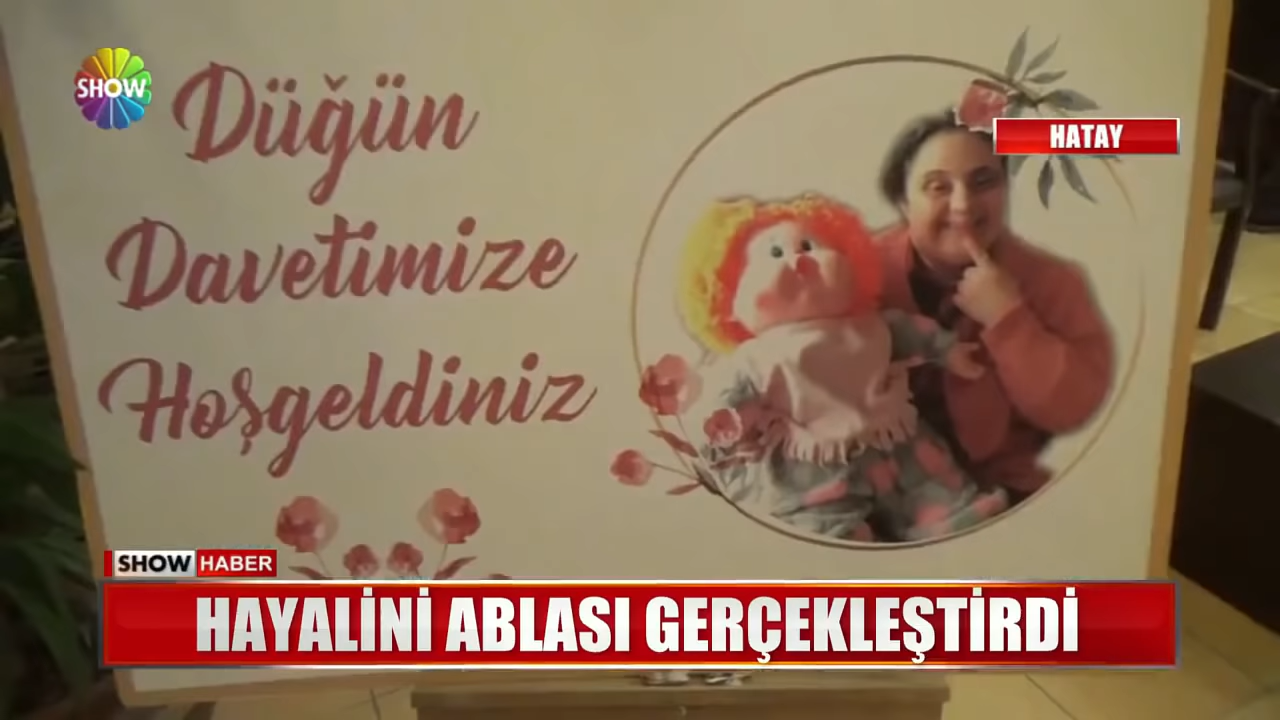 SHOW
Düğün
Davetimize
Hoşgeldiniz
HATAY
SHOW HABER
HAYALİNİ ABLASI GERÇEKLEŞTİRDİ